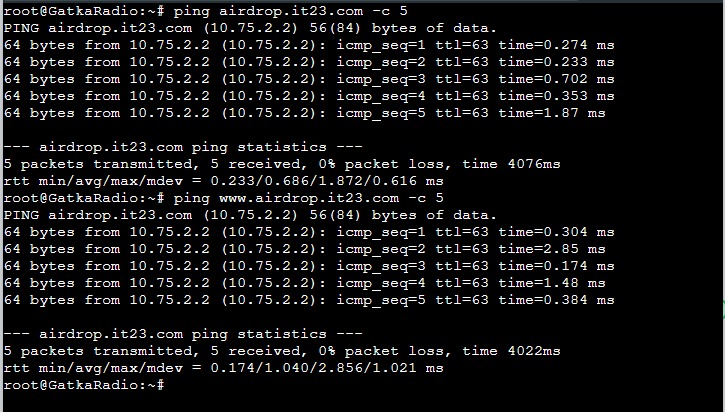 root@GatkaRadio:~# ping airdrop.it23.com -c 5
PING airdrop.it23.com (10.75.2.2) 56(84) bytes of data.
64 bytes from 10.75.2.2 (10.75.2.2): icmp_seq=1 ttl=63 time=0.274 ms
64 bytes from 10.75.2.2 (10.75.2.2): icmp_seq=2 ttl=63 time=0.233 ms
64 bytes from 10.75.2.2 (10.75.2.2): icmp_seq=3 ttl=63 time=0.702 ms
64 bytes from 10.75.2.2 (10.75.2.2): icmp_seq=4 ttl=63 time=0.353 ms
64 bytes from 10.75.2.2 (10.75.2.2): icmp_seq=5 ttl=63 time=1.87 ms
--- airdrop.it23.com ping statistics ---
5 packets transmitted, 5 received, 0% packet loss, time 4076ms
rtt min/avg/max/mdev = 0.233/0.686/1.872/0.616 ms
root@GatkaRadio:~# ping www.airdrop.it23.com -c 5
PING airdrop.it23.com (10.75.2.2) 56(84) bytes of data.
64 bytes from 10.75.2.2 (10.75.2.2): icmp_seq=1 ttl=63 time=0.304 ms
64 bytes from 10.75.2.2 (10.75.2.2): icmp_seq=2 ttl=63 time=2.85 ms
64 bytes from 10.75.2.2 (10.75.2.2): icmp_seq=3 ttl=63 time=0.174 ms
64 bytes from 10.75.2.2 (10.75.2.2): icmp_seq=4 ttl=63 time=1.48 ms
64 bytes from 10.75.2.2 (10.75.2.2): icmp_seq=5 ttl=63 time=0.384 ms
--- airdrop.it23.com ping statistics ---
5 packets transmitted, 5 received, 0% packet loss, time 4022ms
rtt min/avg/max/mdev = 0.174/1.040/2.856/1.021 ms
root@GatkaRadio:~#